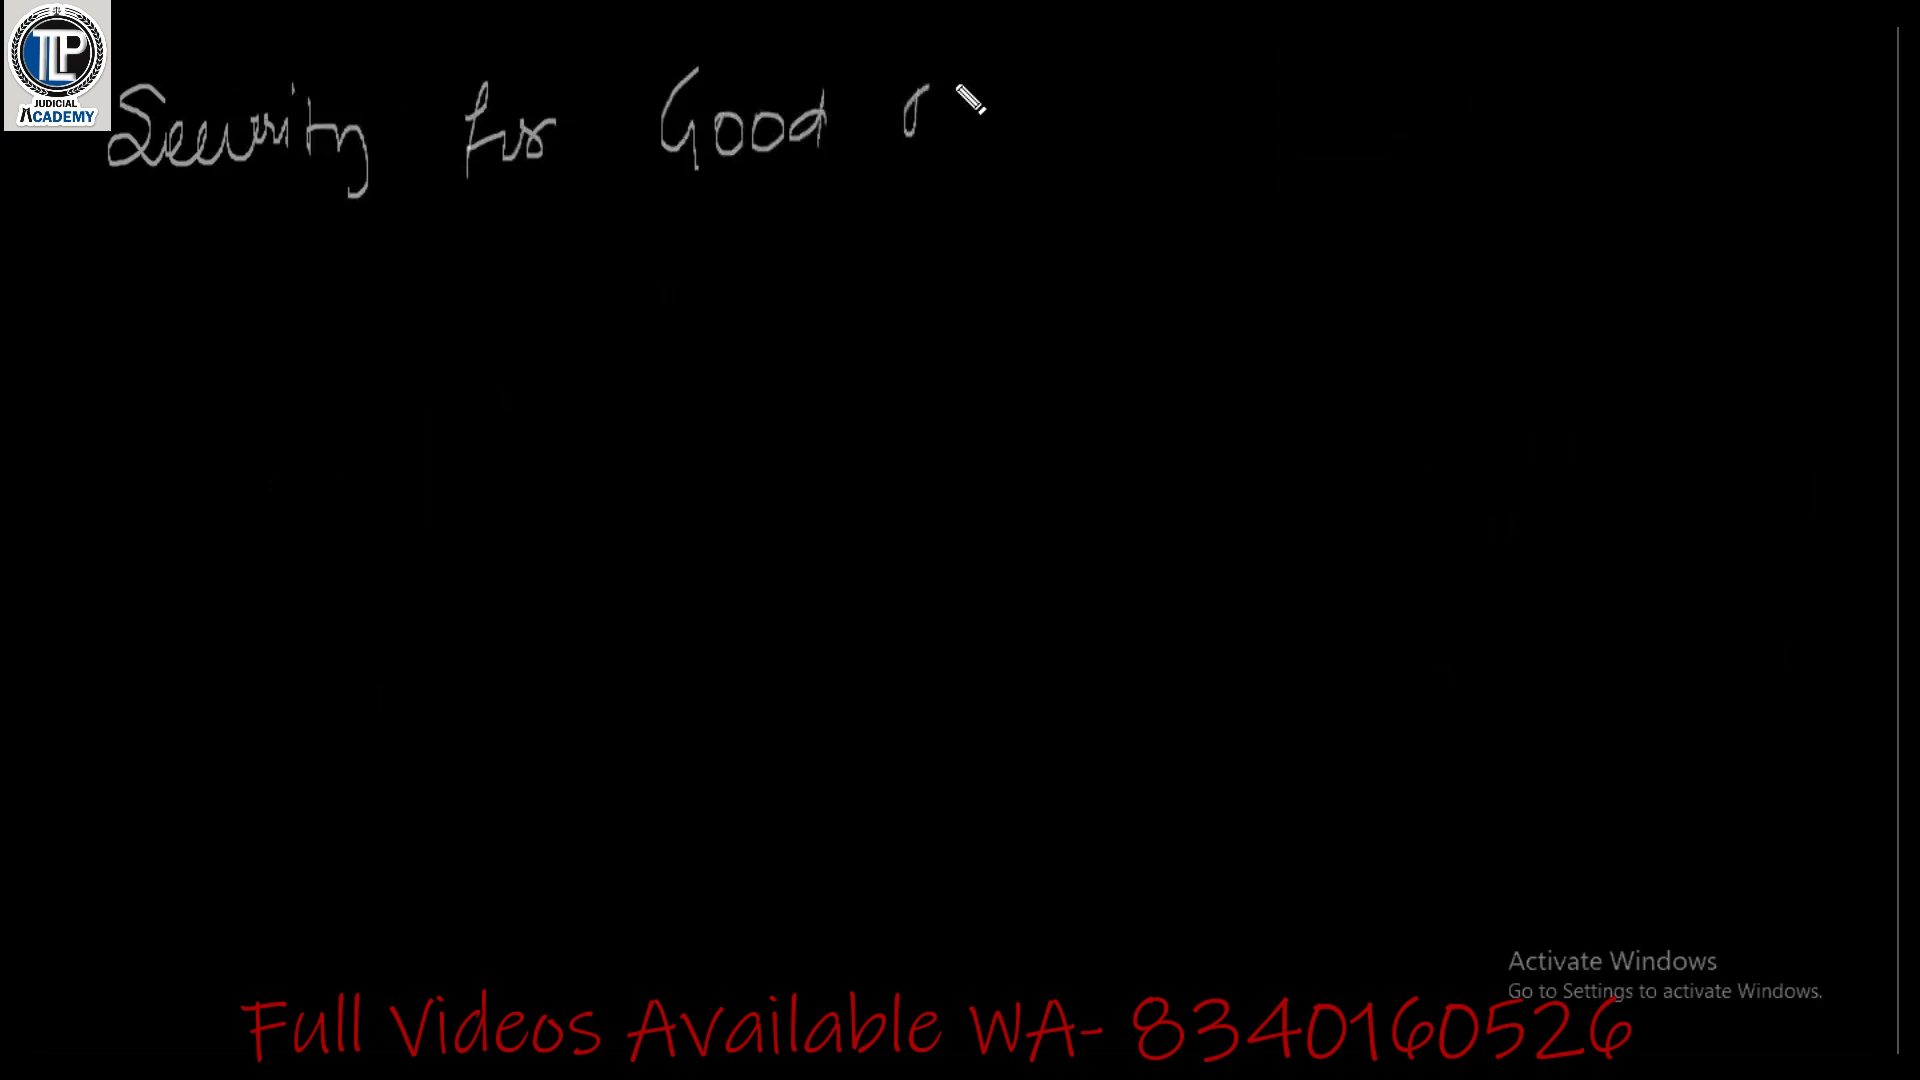 TLP
JUDICIAL
ACADEMY
Security for Good
Activate Windows
Go to Settings to activate Windows.
Full Videos Available WA- 8340160526